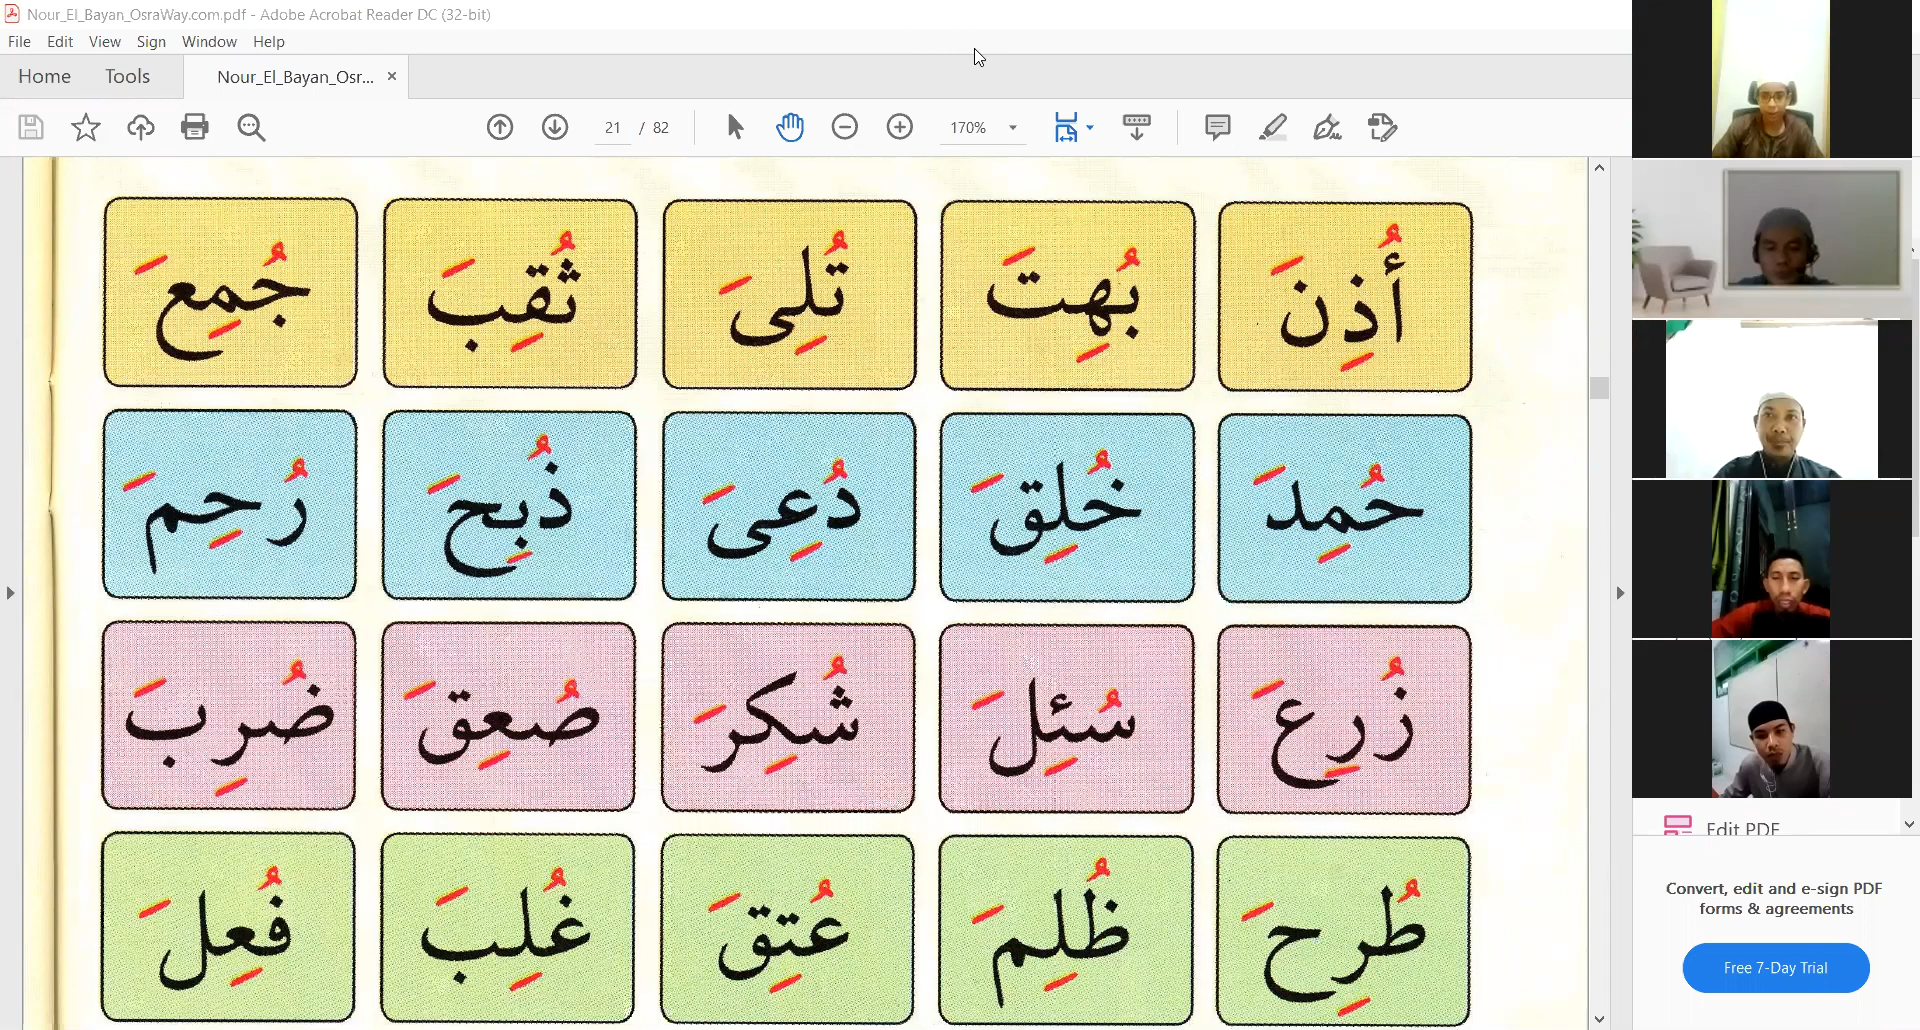 Nour_El_Bayan_OsraWay.com.pdf - Adobe Acrobat Reader DC (32-bit)
File Edit View Sign Window Help
Home Tools Nour_El_Bayan_Osr... ×
21 / 82 170%
أُذِنَ بُهِتَ تُلِىَ ثُقِبَ جُمِعَ
حُمِدَ خُلِقَ دُعِىَ ذُبِحَ رُحِمَ
زُرِعَ سُئِلَ شُكِرَ صُعِقَ ضُرِبَ
طُرِحَ ظُلِمَ عُتِقَ غُلِبَ فُعِلَ
Edit PDF
Convert, edit and e-sign PDF
forms & agreements
Free 7-Day Trial